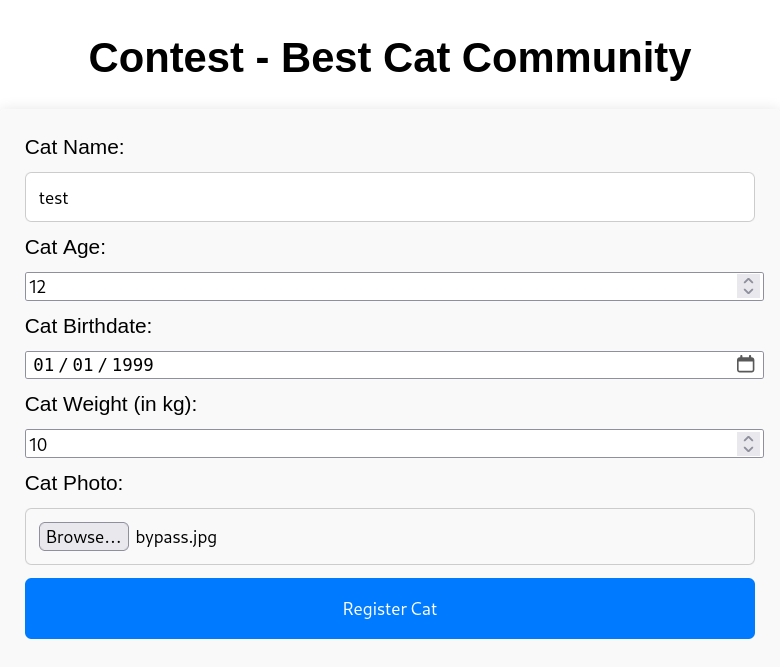 Contest - Best Cat Community
Cat Name:
test
Cat Age:
12
Cat Birthdate:
01 / 01 / 1999
Cat Weight (in kg):
10
Cat Photo:
Browse... bypass.jpg
Register Cat